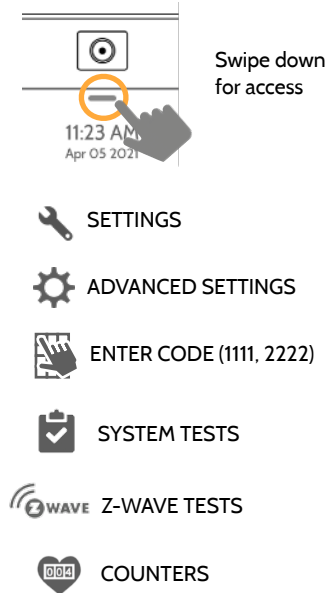 Swipe down
for access
11:23 AM
Apr 05 2021
SETTINGS
ADVANCED SETTINGS
ENTER CODE (1111, 2222)
SYSTEM TESTS
Z WAVE Z-WAVE TESTS
004 COUNTERS